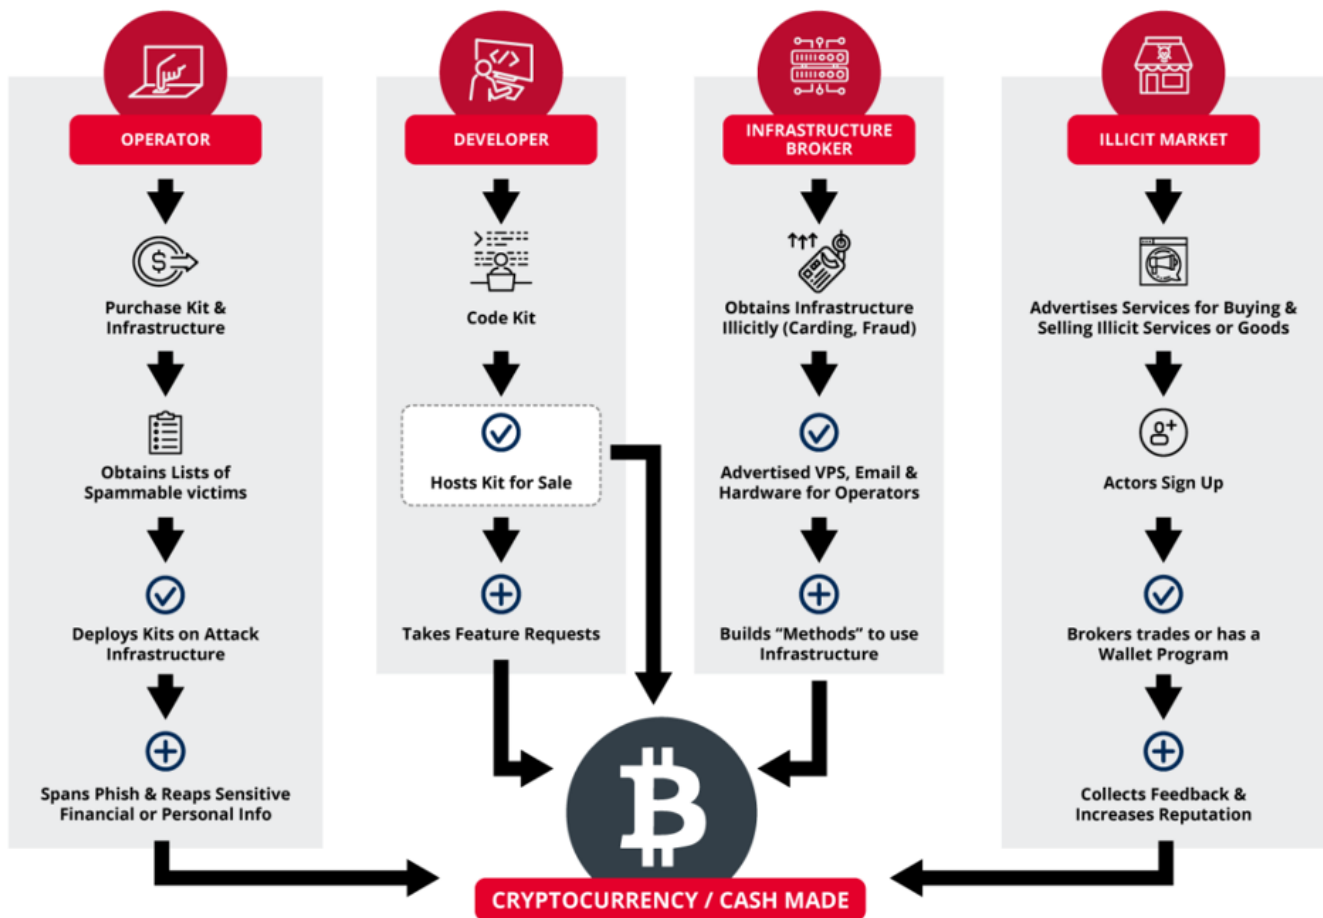 OPERATOR
Purchase Kit &
Infrastructure
Obtains Lists of
Spammable victims
Deploys Kits on Attack
Infrastructure
Spans Phish & Reaps Sensitive
Financial or Personal Info
DEVELOPER
</>
Code Kit
Hosts Kit for Sale
Takes Feature Requests
INFRASTRUCTURE
BROKER
Obtains Infrastructure
Illicitly (Carding, Fraud)
Advertised VPS, Email &
Hardware for Operators
Builds “Methods” to use
Infrastructure
ILLICIT MARKET
Advertises Services for Buying &
Selling Illicit Services or Goods
Actors Sign Up
Brokers trades or has a
Wallet Program
Collects Feedback &
Increases Reputation
CRYPTOCURRENCY / CASH MADE